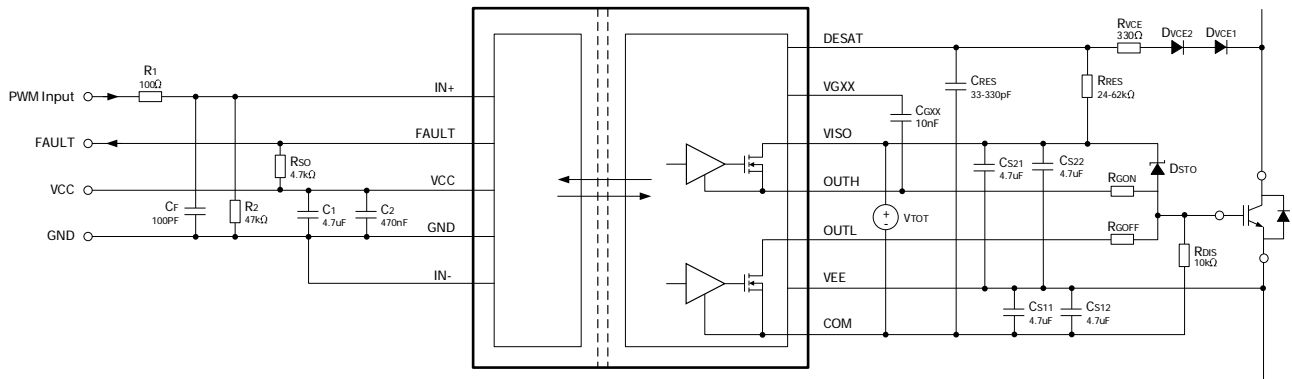 PWM Input
R1
100Ω
IN+
FAULT
FAULT
RSO
4.7kΩ
VCC
VCC
CF
100PF
R2
47kΩ
C1
4.7uF
C2
470nF
GND
GND
IN-
DESAT
RVCE
330Ω
DVCE2
DVCE1
CRES
33-330pF
RRES
24-62kΩ
VGXX
CGXX
10nF
VISO
CS21
4.7uF
CS22
4.7uF
DSTO
OUTH
RGON
+
-
VTOT
OUTL
RGOFF
RDIS
10kΩ
VEE
CS11
4.7uF
CS12
4.7uF
COM